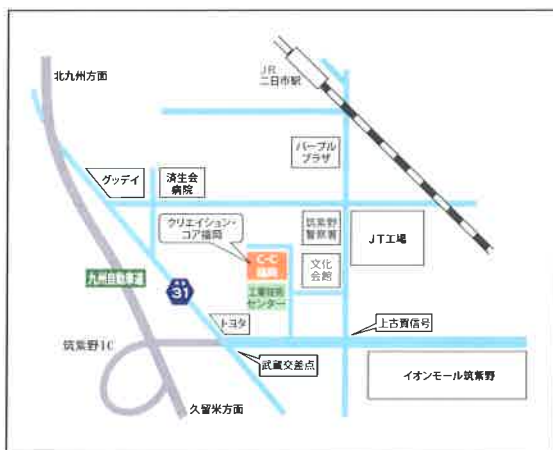 北九州方面
JR
二日市駅
パープル
プラザ
グッデイ
済生会
病院
クリエイション・
コア福岡
筑紫野
警察署
JT工場
C-C
福岡
文化
会館
九州自動車道
31
工業技術
センター
トヨタ
上古賀信号
筑紫野IC
武蔵交差点
イオンモール筑紫野
久留米方面